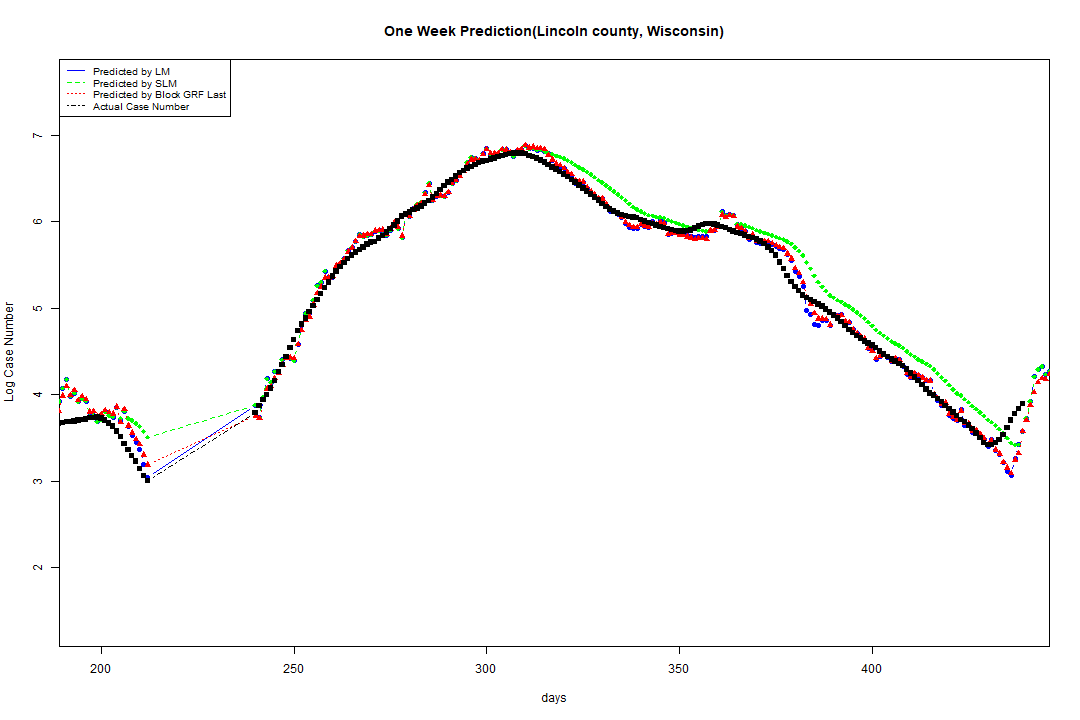 One Week Prediction(Lincoln county, Wisconsin)
Predicted by LM
Predicted by SLM
Predicted by Block GRF Last
Actual Case Number
7
6
5
4
3
2
Log Case Number
200 250 300 350 400
days